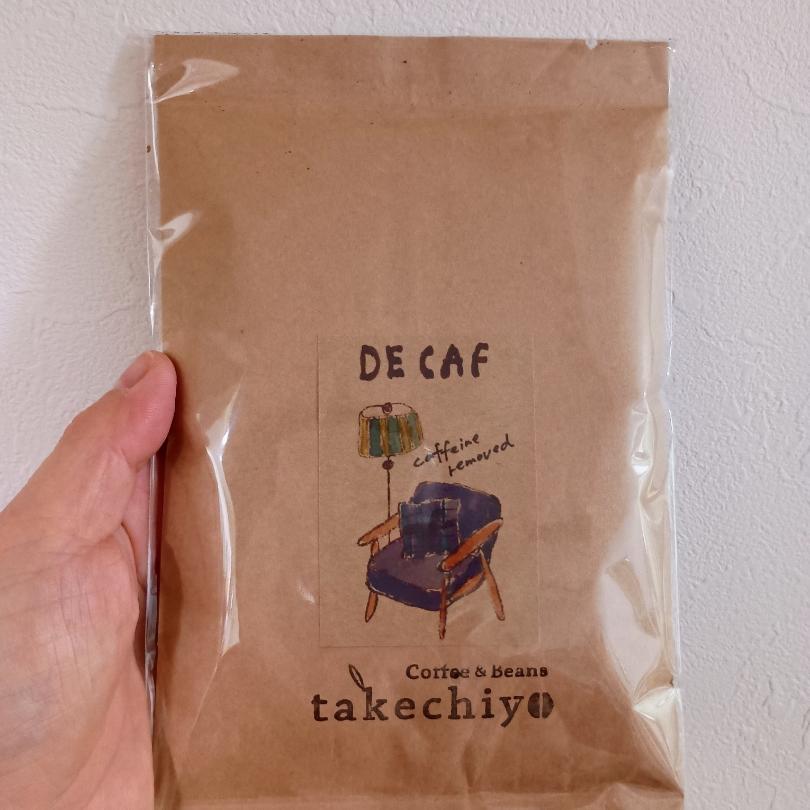 DECAF
caffeine
removed
Coffee & Beans
takechiyo